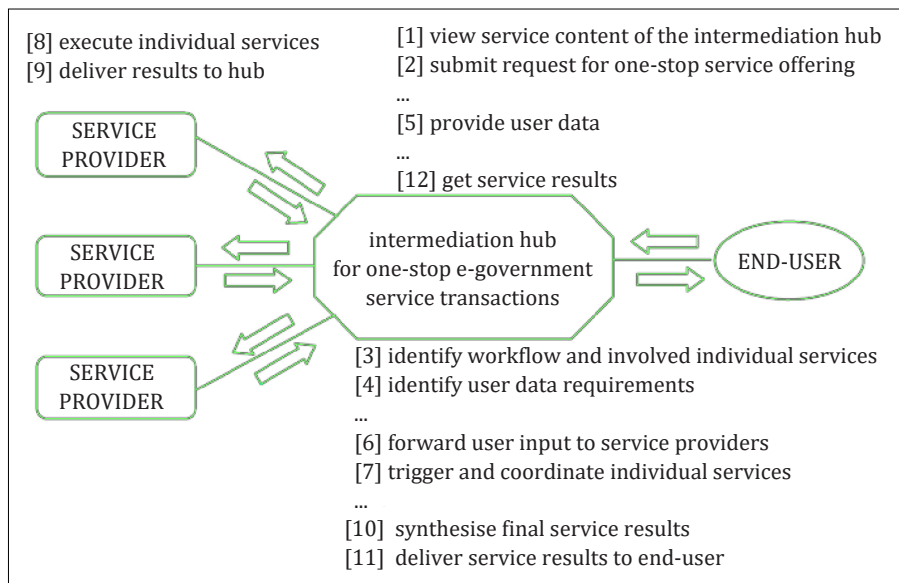 [8] execute individual services
[9] deliver results to hub
[1] view service content of the intermediation hub
[2] submit request for one-stop service offering
...
[5] provide user data
...
[12] get service results
SERVICE
PROVIDER
SERVICE
PROVIDER
SERVICE
PROVIDER
intermediation hub
for one-stop e-government
service transactions
END-USER
[3] identify workflow and involved individual services
[4] identify user data requirements
...
[6] forward user input to service providers
[7] trigger and coordinate individual services
...
[10] synthesise final service results
[11] deliver service results to end-user